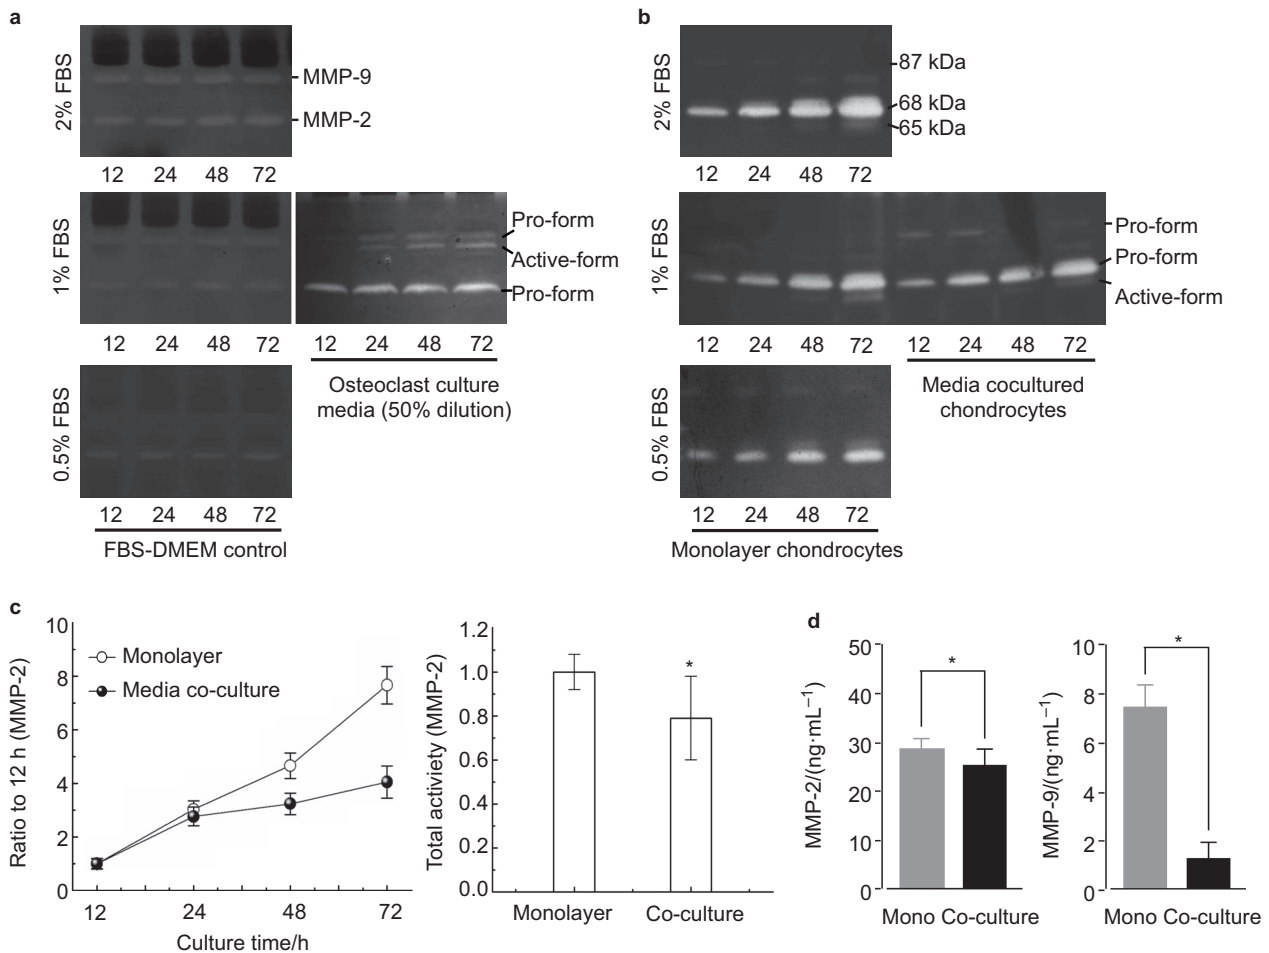 a
2% FBS
MMP-9
MMP-2
12 24 48 72
1% FBS
Pro-form
Active-form
Pro-form
12 24 48 72
12 24 48 72
Osteoclast culture
media (50% dilution)
0.5% FBS
12 24 48 72
FBS-DMEM control
b
2% FBS
87 kDa
68 kDa
65 kDa
12 24 48 72
1% FBS
Pro-form
Pro-form
Active-form
12 24 48 72
12 24 48 72
Media cocultured
chondrocytes
0.5% FBS
12 24 48 72
Monolayer chondrocytes
c
Ratio to 12 h (MMP-2)
10
8
6
4
2
0
Monolayer
Media co-culture
12 24 48 72
Culture time/h
Total activiety (MMP-2)
1.2
1.0
0.8
0.6
0.4
0.2
0.0
*
Monolayer Co-culture
d
MMP-2/(ng·mL⁻¹)
50
40
30
20
10
0
*
Mono Co-culture
MMP-9/(ng·mL⁻¹)
10
8
6
4
2
0
*
Mono Co-culture